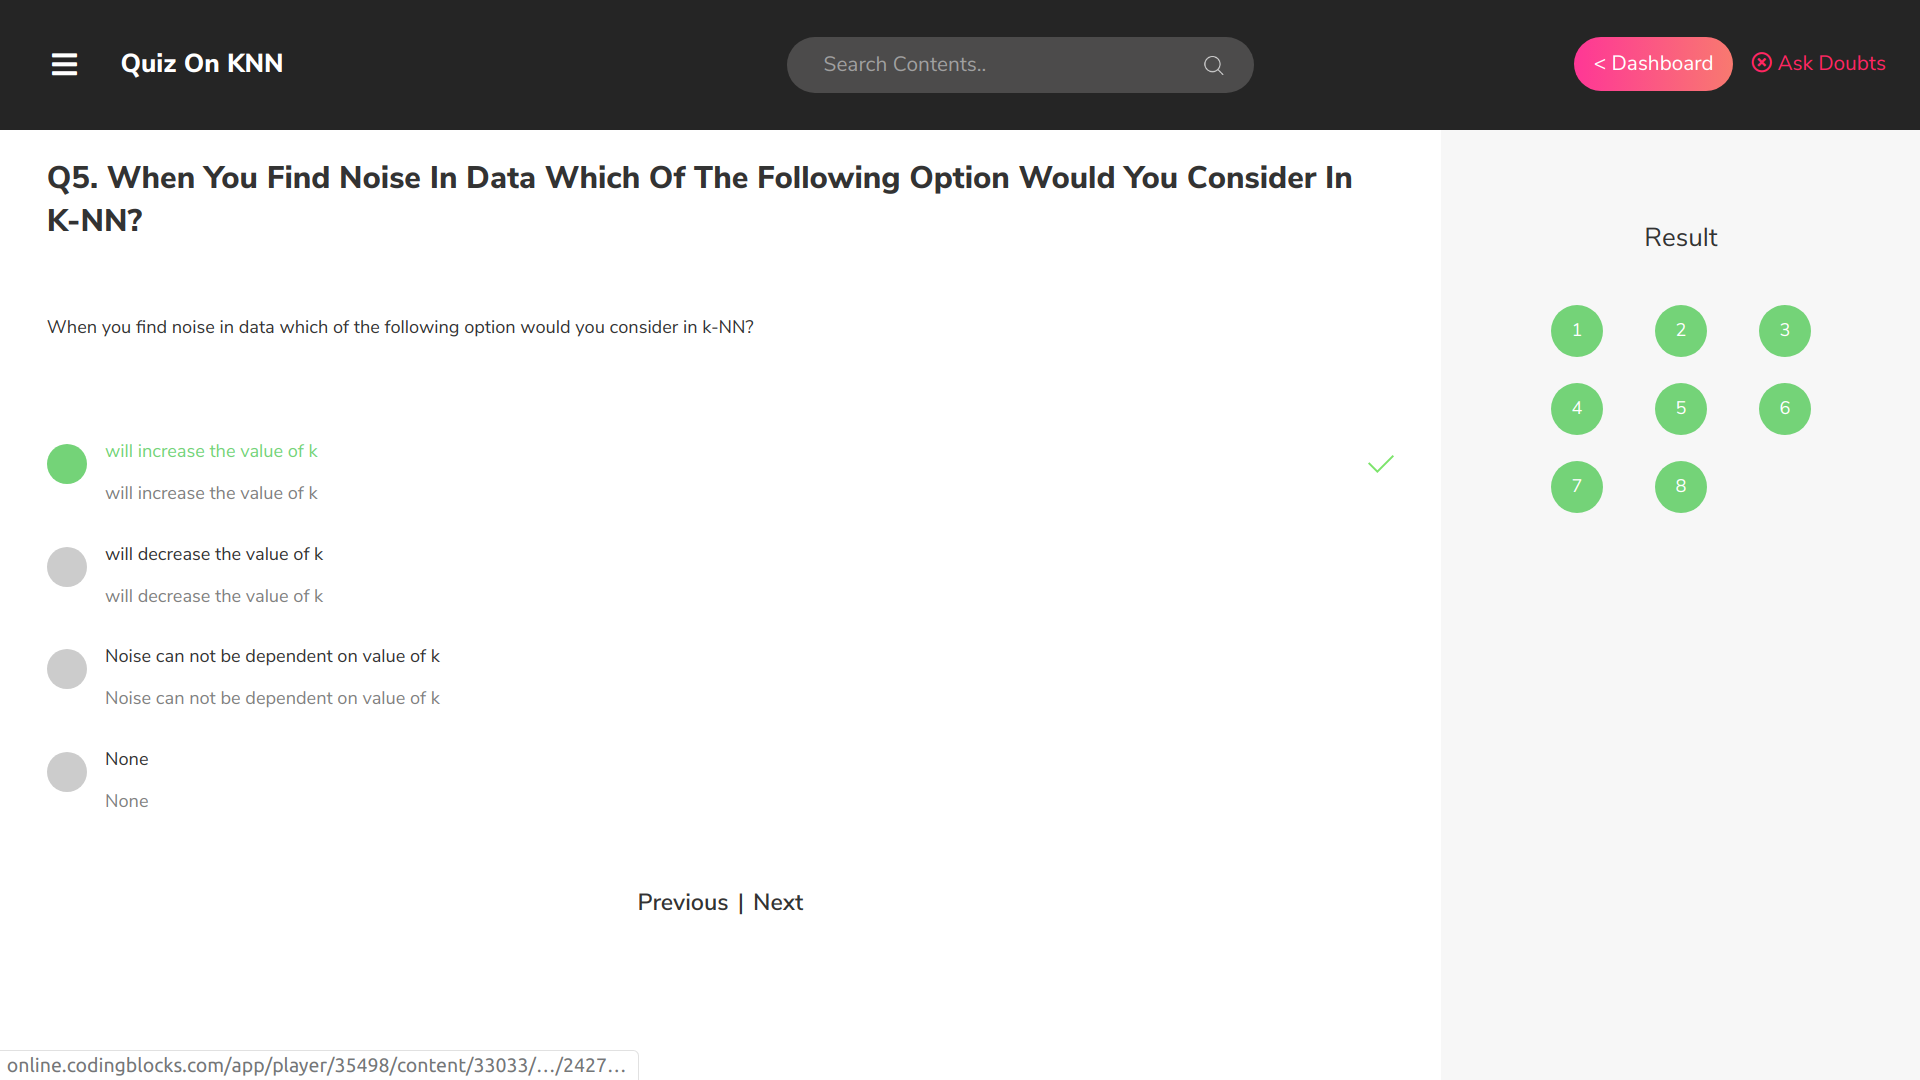 Quiz On KNN
Search Contents..
< Dashboard
Ask Doubts
Q5. When You Find Noise In Data Which Of The Following Option Would You Consider In
K-NN?
When you find noise in data which of the following option would you consider in k-NN?
will increase the value of k
will increase the value of k
will decrease the value of k
will decrease the value of k
Noise can not be dependent on value of k
Noise can not be dependent on value of k
None
None
Previous | Next
Result
1 2 3
4 5 6
7 8
online.codingblocks.com/app/player/35498/content/33033/.../2427...